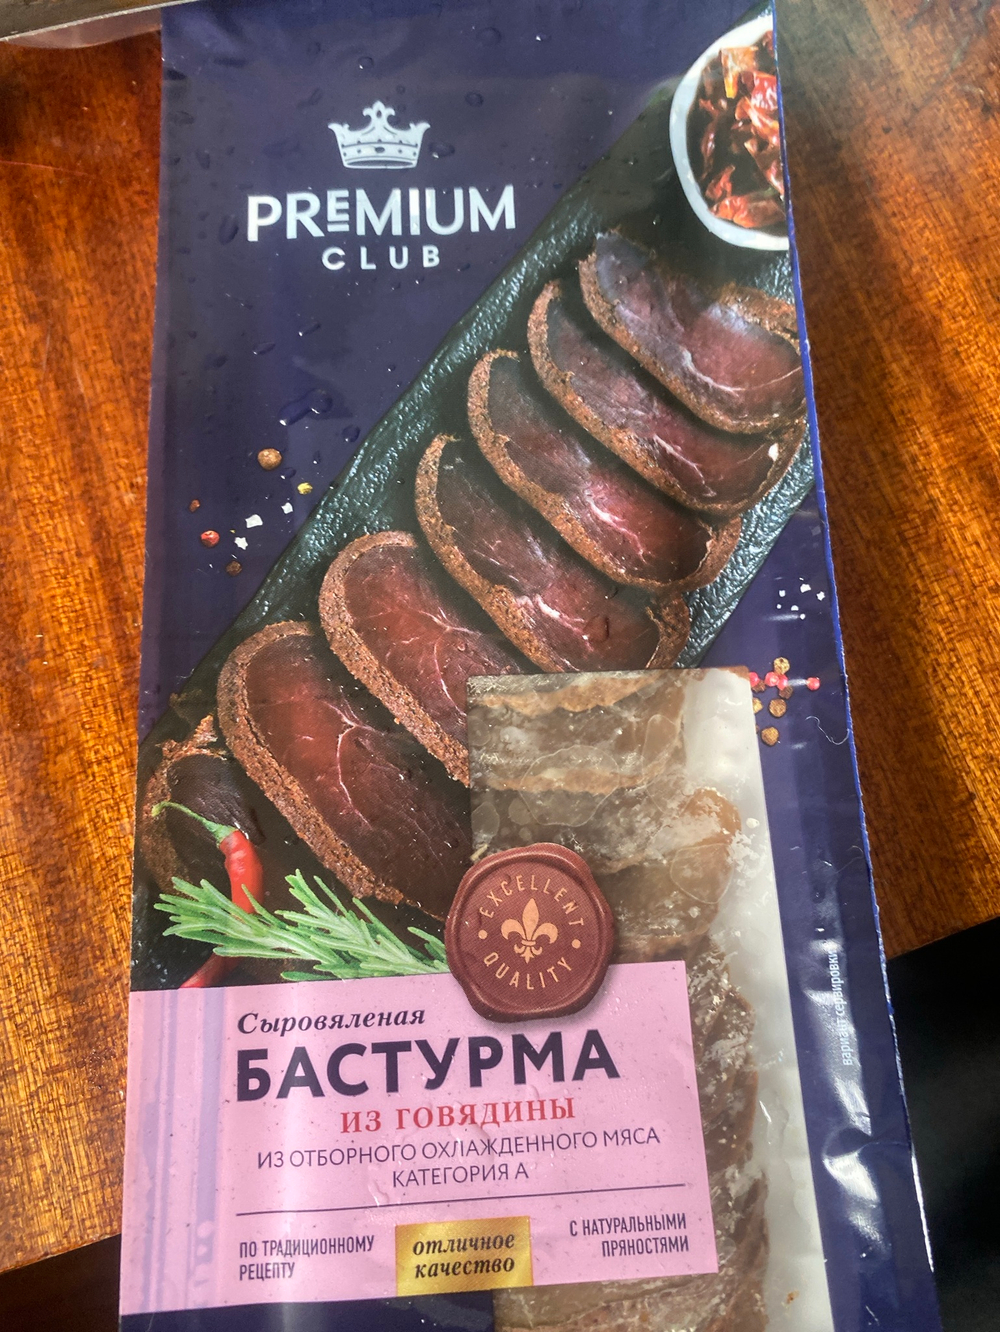 PREMIUM
CLUB
EXCELLENT
QUALITY
Сыровяленая
БАСТУРМА
ИЗ ГОВЯДИНЫ
ИЗ ОТБОРНОГО ОХЛАЖДЕННОГО МЯСА
КАТЕГОРИЯ А
ПО ТРАДИЦИОННОМУ
РЕЦЕПТУ
отличное
качество
С НАТУРАЛЬНЫМИ
ПРЯНОСТЯМИ
вариант сервировки